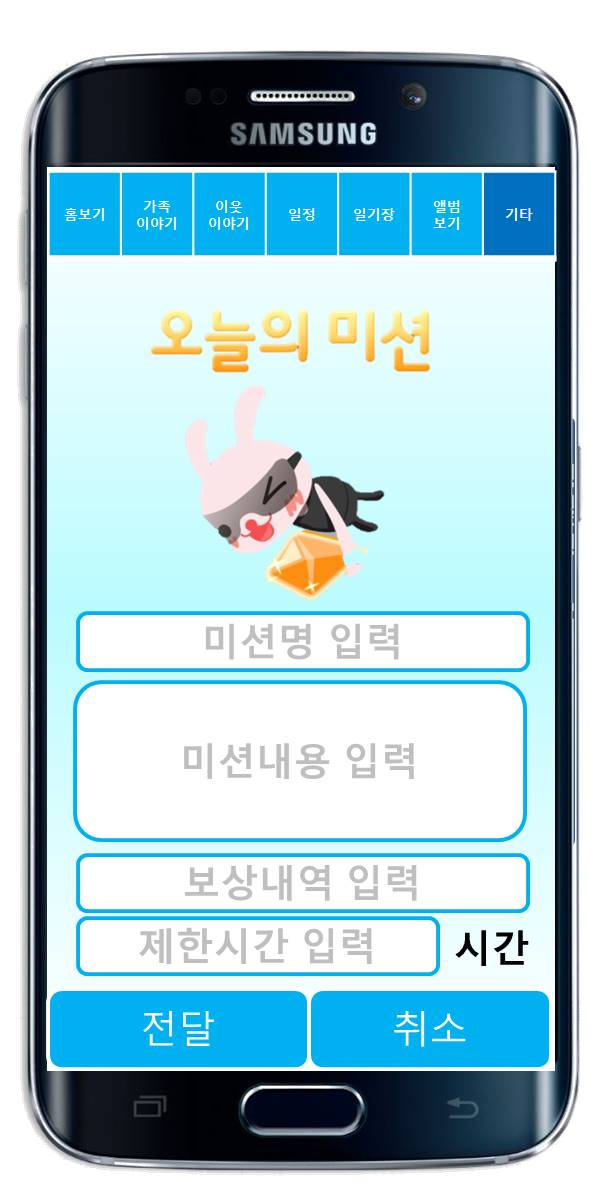 SAMSUNG
홈보기
가족
이야기
이웃
이야기
일정
일기장
앨범
보기
기타
오늘의 미션
미션명 입력
미션내용 입력
보상내역 입력
제한시간 입력 시간
전달 취소